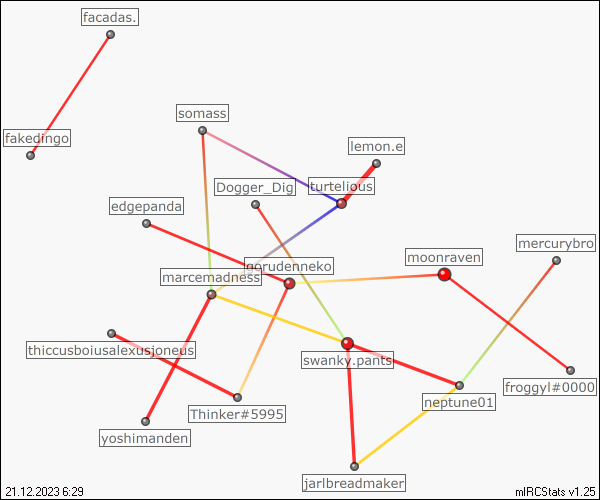 facadas.
somass
fakedingo
lemon.e
Dogger_Dig
turtelious
edgepanda
mercurybro
moonraven
norudenneko
marcemadness
thiccusboiusalexusjoneus
swanky.pants
froggyl#0000
neptune01
Thinker#5995
yoshimanden
jarlbreadmaker
21.12.2023 6:29
mIRCStats v1.25